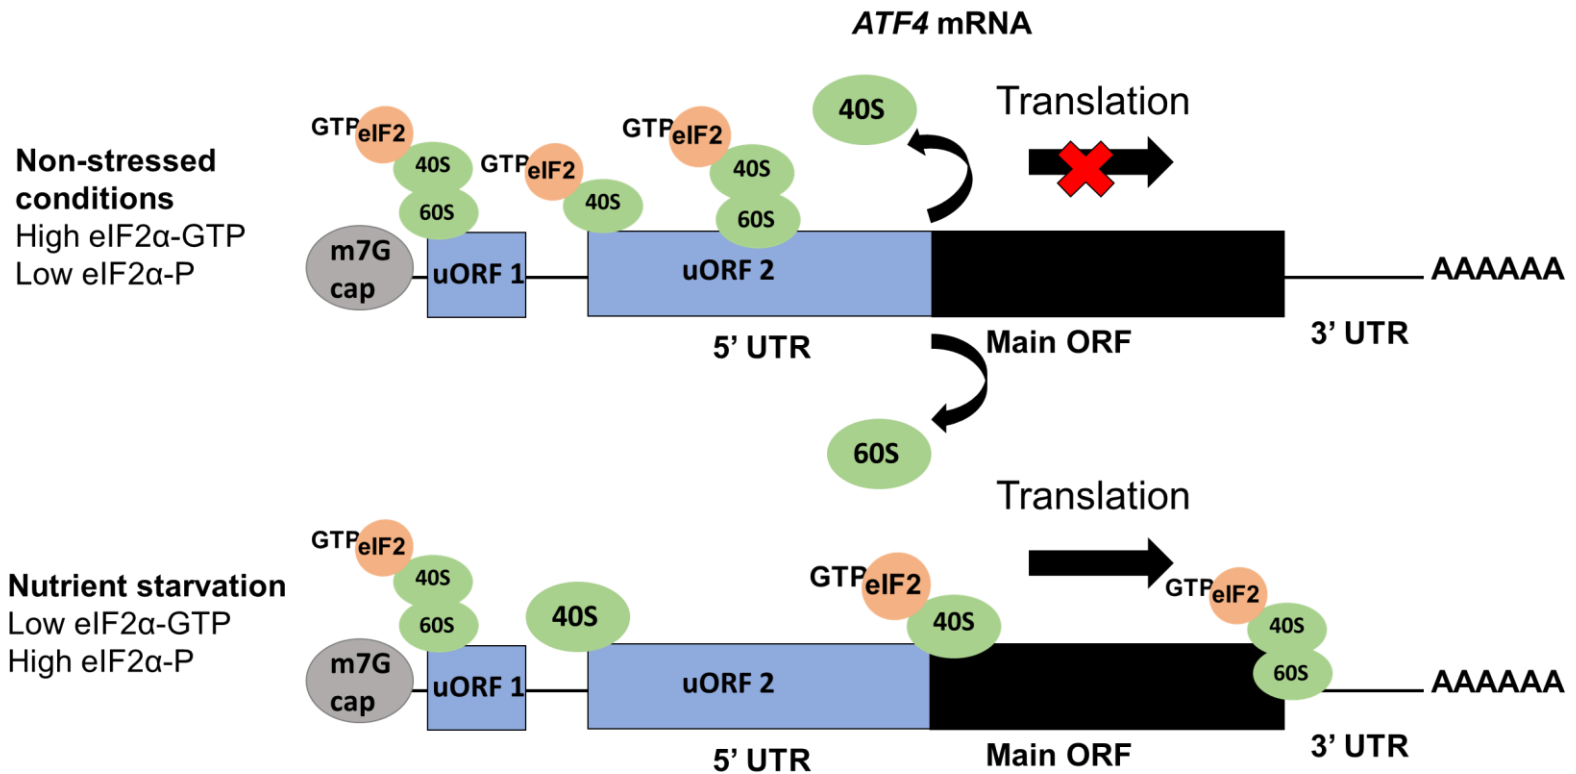 ATF4 mRNA
Non-stressed
conditions
High eIF2α-GTP
Low eIF2α-P
GTP eIF2
40S
60S
GTP eIF2
40S
GTP eIF2
40S
60S
40S
Translation
m7G
cap
uORF 1
uORF 2
AAAAAA
5’ UTR
Main ORF
3’ UTR
60S
Nutrient starvation
Low eIF2α-GTP
High eIF2α-P
GTP eIF2
40S
60S
40S
GTP eIF2
40S
Translation
GTP eIF2
40S
60S
m7G
cap
uORF 1
uORF 2
AAAAAA
5’ UTR
Main ORF
3’ UTR